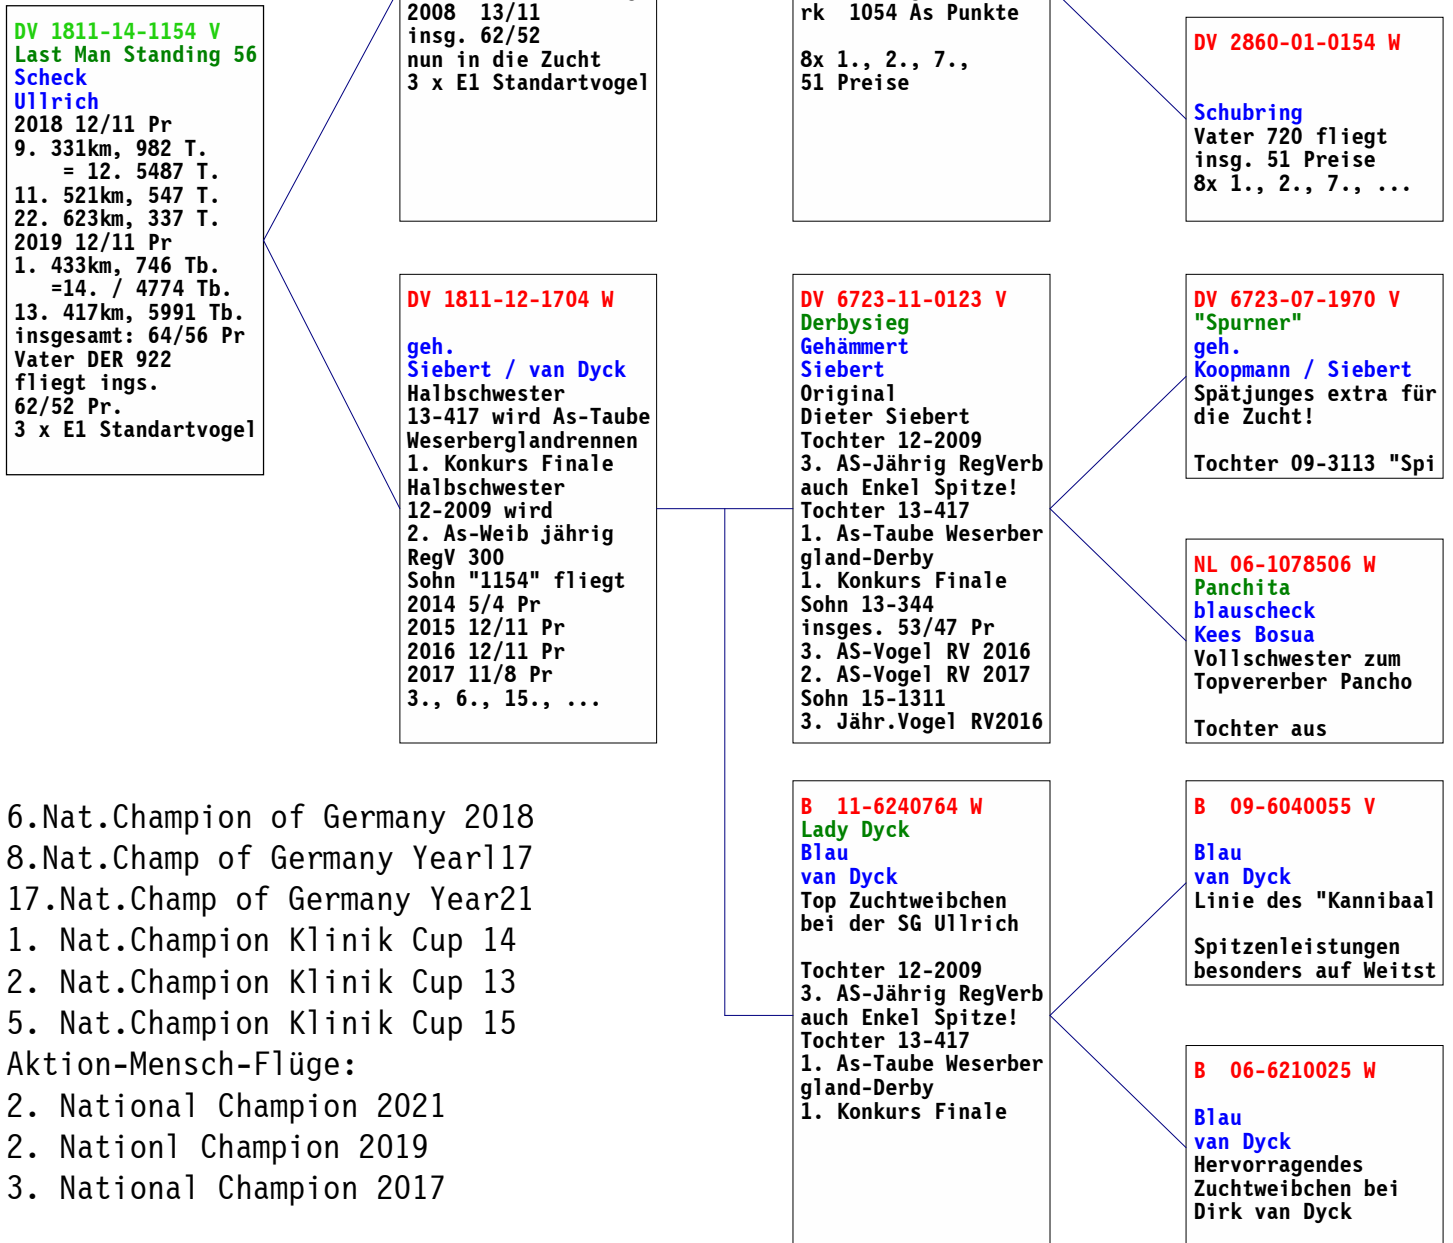 DV 1811-14-1154 V
Last Man Standing 56
Scheck
Ullrich
2018 12/11 Pr
9. 331km, 982 T.
= 12. 5487 T.
11. 521km, 547 T.
22. 623km, 337 T.
2019 12/11 Pr
1. 433km, 746 Tb.
=14. / 4774 Tb.
13. 417km, 5991 Tb.
insgesamt: 64/56 Pr
Vater DER 922
fliegt ings.
62/52 Pr.
3 x E1 Standartvogel
2008 13/11
insg. 62/52
nun in die Zucht
3 x E1 Standartvogel
DV 1811-12-1704 W
geh.
Siebert / van Dyck
Halbschwester
13-417 wird As-Taube
Weserberglandrennen
1. Konkurs Finale
Halbschwester
12-2009 wird
2. As-Weib jährig
RegV 300
Sohn "1154" fliegt
2014 5/4 Pr
2015 12/11 Pr
2016 12/11 Pr
2017 11/8 Pr
3., 6., 15., ...
rk 1054 As Punkte
8x 1., 2., 7.,
51 Preise
DV 6723-11-0123 V
Derbysieg
Gehämmert
Siebert
Original
Dieter Siebert
Tochter 12-2009
3. AS-Jährig RegVerb
auch Enkel Spitze!
Tochter 13-417
1. As-Taube Weserber
gland-Derby
1. Konkurs Finale
Sohn 13-344
insges. 53/47 Pr
3. AS-Vogel RV 2016
2. AS-Vogel RV 2017
Sohn 15-1311
3. Jähr.Vogel RV2016
B 11-6240764 W
Lady Dyck
Blau
van Dyck
Top Zuchtweibchen
bei der SG Ullrich
Tochter 12-2009
3. AS-Jährig RegVerb
auch Enkel Spitze!
Tochter 13-417
1. As-Taube Weserber
gland-Derby
1. Konkurs Finale
DV 2860-01-0154 W
Schubring
Vater 720 fliegt
insg. 51 Preise
8x 1., 2., 7., ...
DV 6723-07-1970 V
"Spurner"
geh.
Koopmann / Siebert
Spätjunges extra für
die Zucht!
Tochter 09-3113 "Spi
NL 06-1078506 W
Panchita
blauscheck
Kees Bosua
Vollschwester zum
Topvererber Pancho
Tochter aus
B 09-6040055 V
Blau
van Dyck
Linie des "Kannibaal
Spitzenleistungen
besonders auf Weitst
B 06-6210025 W
Blau
van Dyck
Hervorragendes
Zuchtweibchen bei
Dirk van Dyck
6.Nat.Champion of Germany 2018
8.Nat.Champ of Germany Yearl17
17.Nat.Champ of Germany Year21
1. Nat.Champion Klinik Cup 14
2. Nat.Champion Klinik Cup 13
5. Nat.Champion Klinik Cup 15
Aktion-Mensch-Flüge:
2. National Champion 2021
2. Nationl Champion 2019
3. National Champion 2017